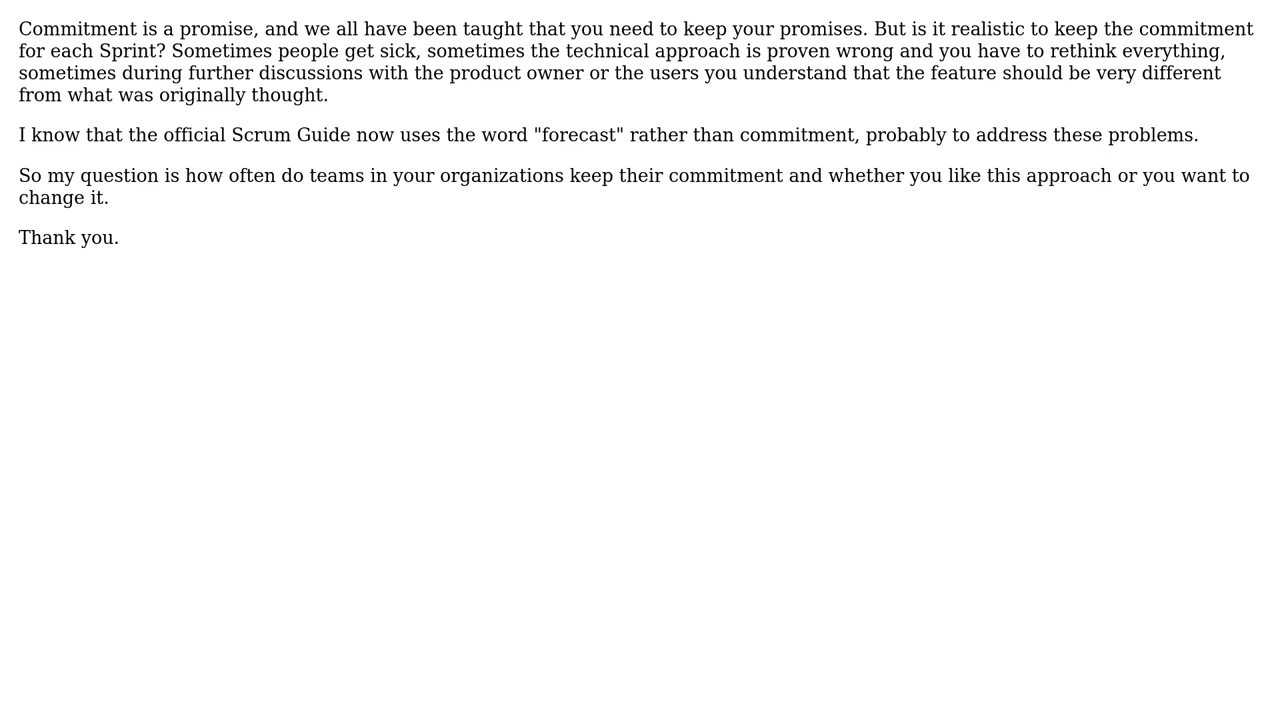 Commitment is a promise, and we all have been taught that you need to keep your promises. But is it realistic to keep the commitment
for each Sprint? Sometimes people get sick, sometimes the technical approach is proven wrong and you have to rethink everything,
sometimes during further discussions with the product owner or the users you understand that the feature should be very different
from what was originally thought.
I know that the official Scrum Guide now uses the word "forecast" rather than commitment, probably to address these problems.
So my question is how often do teams in your organizations keep their commitment and whether you like this approach or you want to
change it.
Thank you.